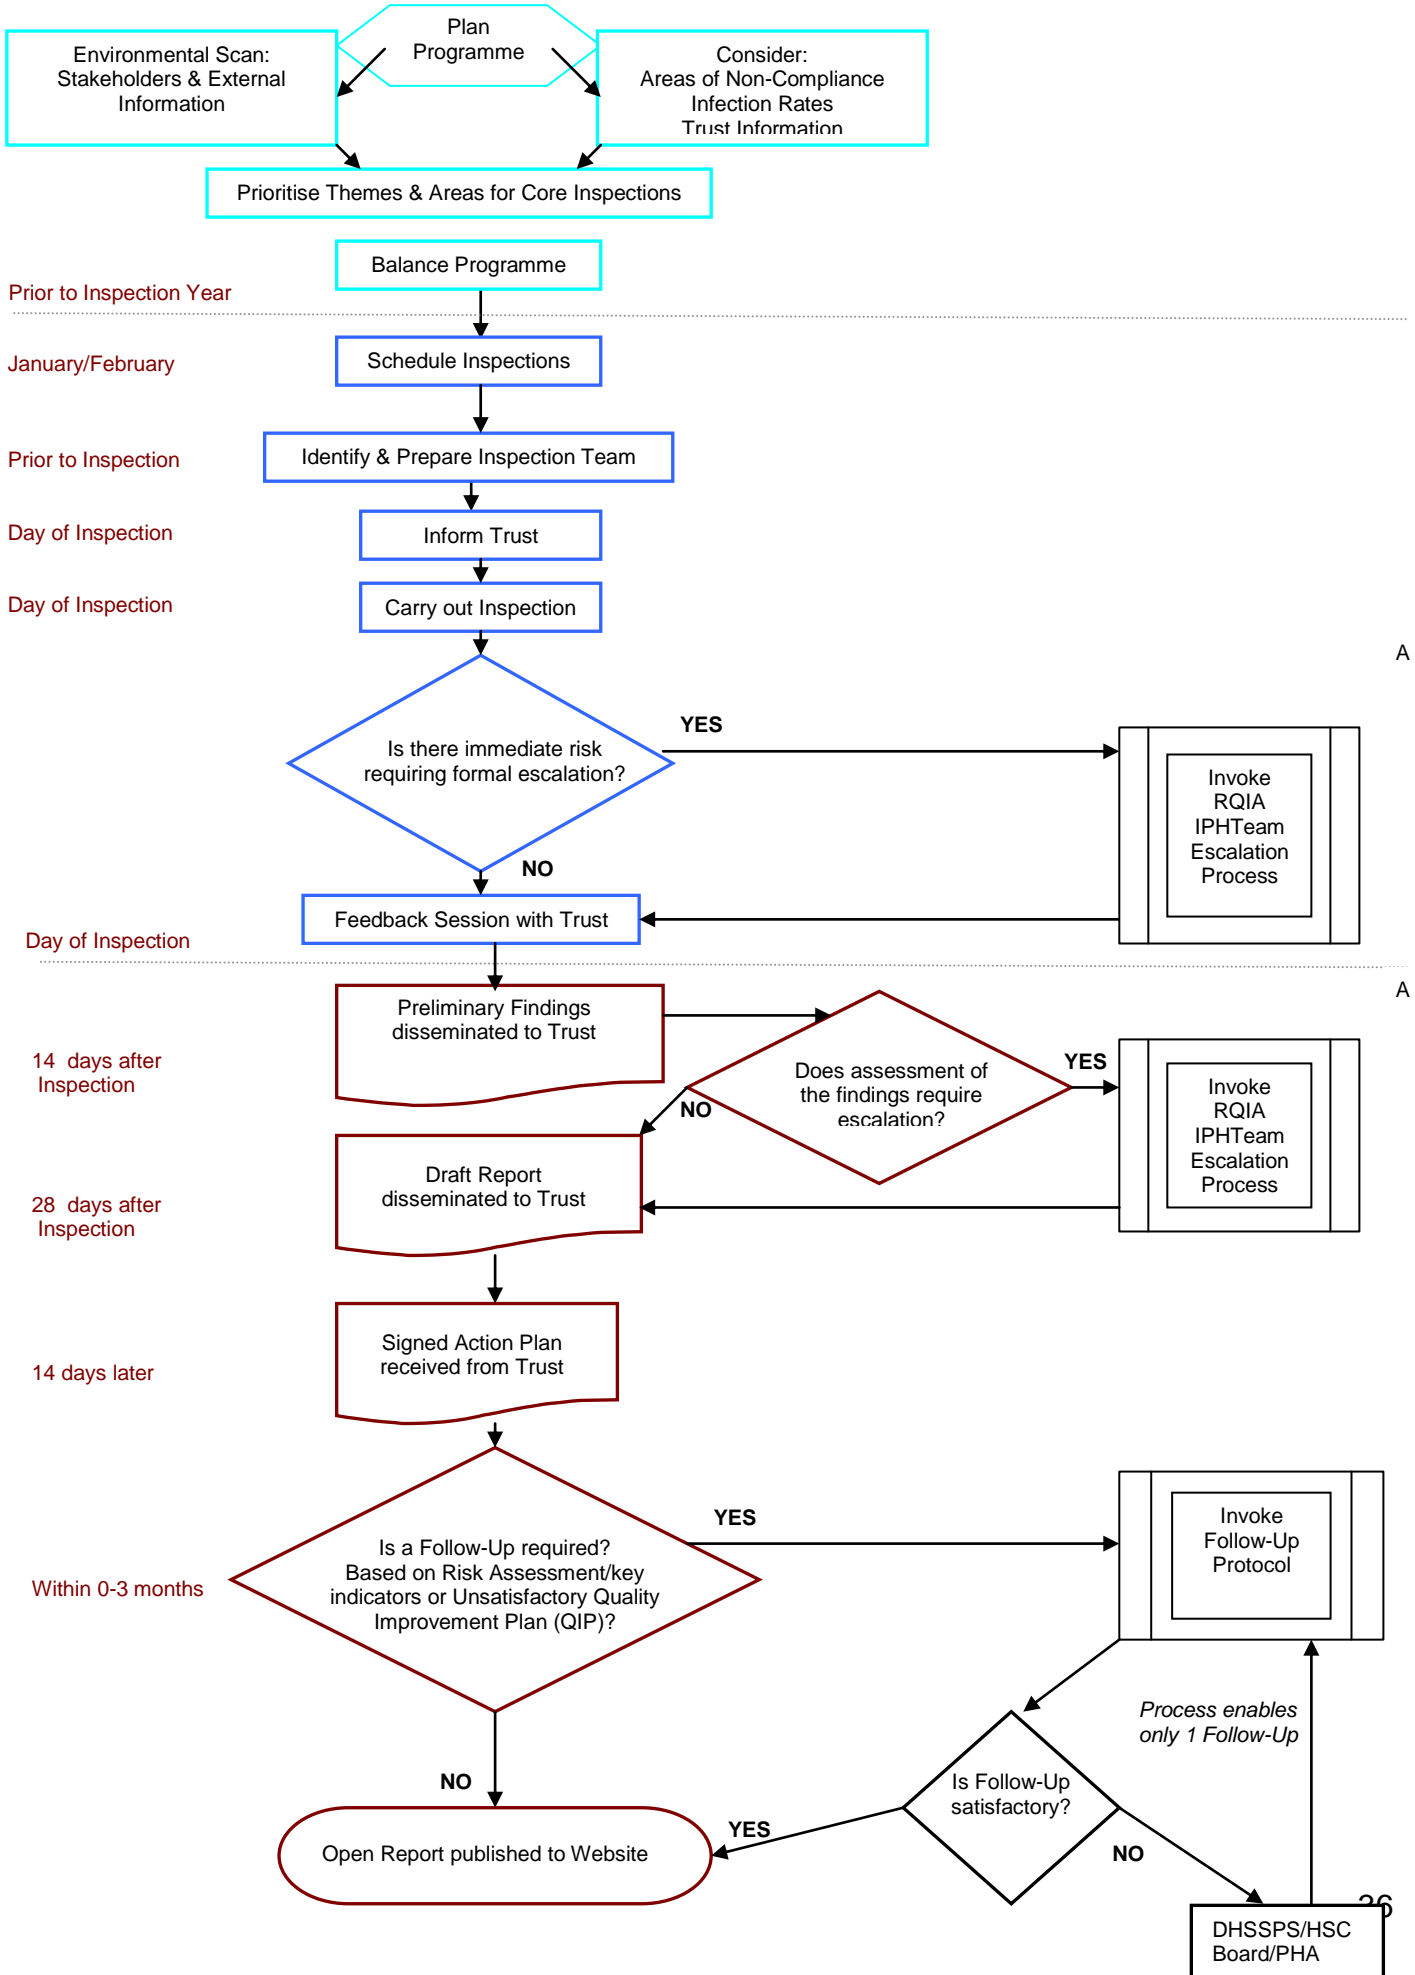 Plan
Programme
Environmental Scan:
Stakeholders & External
Information
Consider:
Areas of Non-Compliance
Infection Rates
Trust Information
Prioritise Themes & Areas for Core Inspections
Balance Programme
Prior to Inspection Year
January/February
Schedule Inspections
Prior to Inspection
Identify & Prepare Inspection Team
Day of Inspection
Inform Trust
Day of Inspection
Carry out Inspection
A
Is there immediate risk
requiring formal escalation?
YES
NO
Invoke
RQIA
IPHTeam
Escalation
Process
Feedback Session with Trust
Day of Inspection
A
Preliminary Findings
disseminated to Trust
14 days after
Inspection
Does assessment of
the findings require
escalation?
YES
NO
Invoke
RQIA
IPHTeam
Escalation
Process
Draft Report
disseminated to Trust
28 days after
Inspection
Signed Action Plan
received from Trust
14 days later
Is a Follow-Up required?
Based on Risk Assessment/key
indicators or Unsatisfactory Quality
Improvement Plan (QIP)?
Within 0-3 months
YES
NO
Invoke
Follow-Up
Protocol
Process enables
only 1 Follow-Up
Is Follow-Up
satisfactory?
YES
NO
Open Report published to Website
36
DHSSPS/HSC
Board/PHA